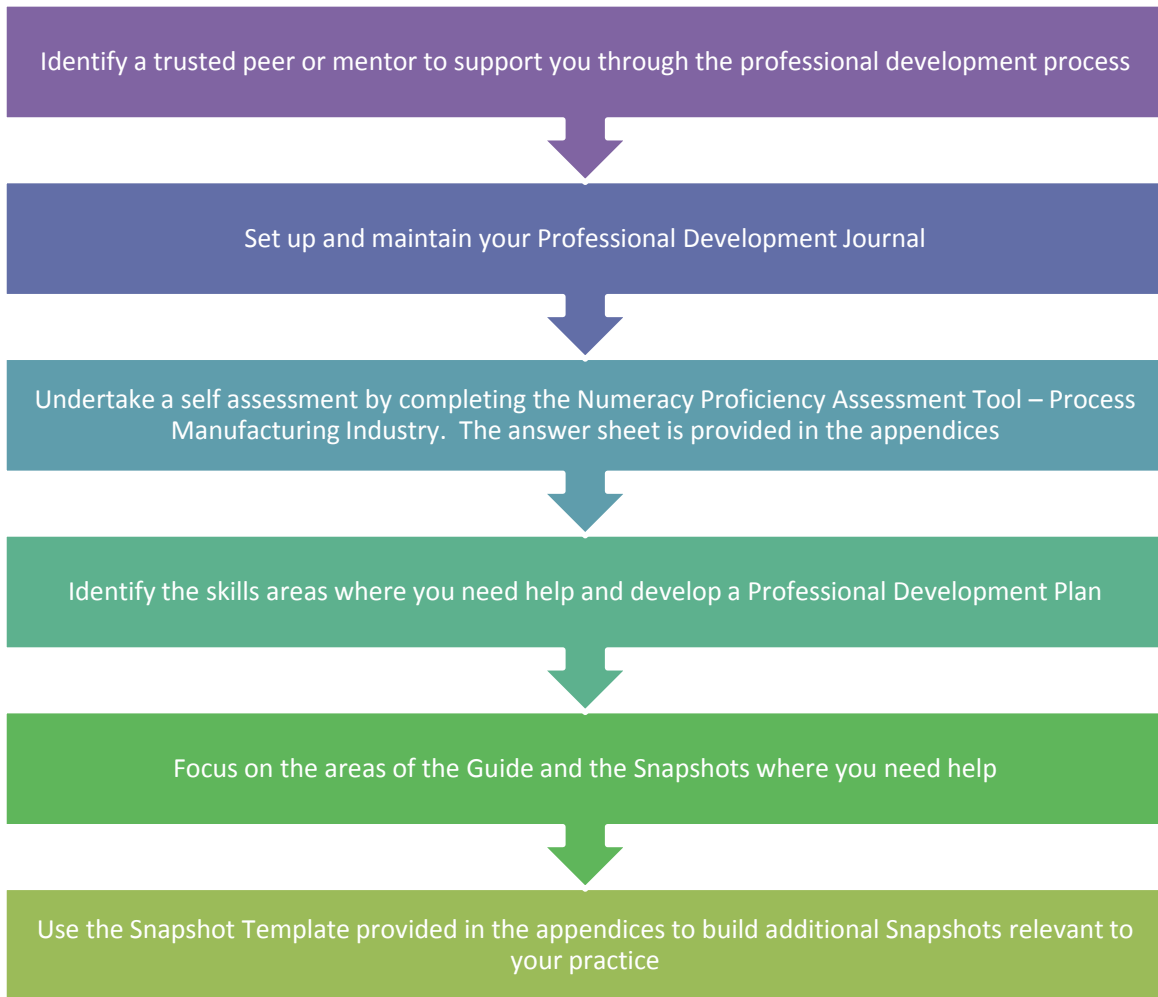 Identify a trusted peer or mentor to support you through the professional development process
Set up and maintain your Professional Development Journal
Undertake a self assessment by completing the Numeracy Proficiency Assessment Tool – Process
Manufacturing Industry.  The answer sheet is provided in the appendices
Identify the skills areas where you need help and develop a Professional Development Plan
Focus on the areas of the Guide and the Snapshots where you need help
Use the Snapshot Template provided in the appendices to build additional Snapshots relevant to
your practice